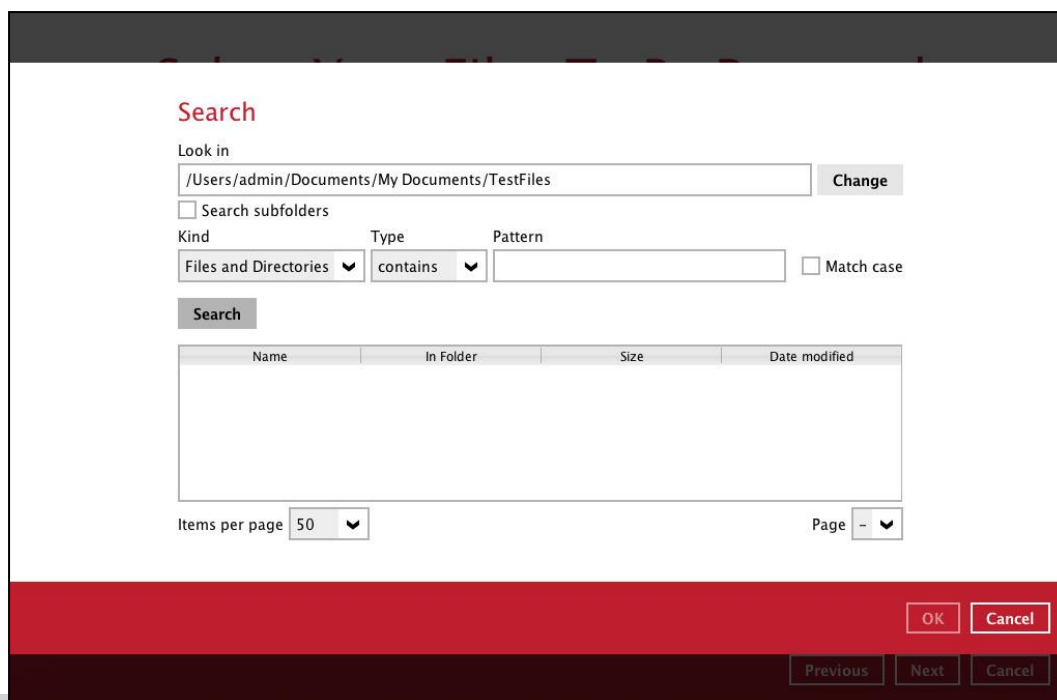 Search
Look in
/Users/admin/Documents/My Documents/TestFiles Change
Search subfolders
Kind Type Pattern
Files and Directories contains Match case
Search
Name In Folder Size Date modified
Items per page 50 Page -
OK Cancel
Previous Next Cancel